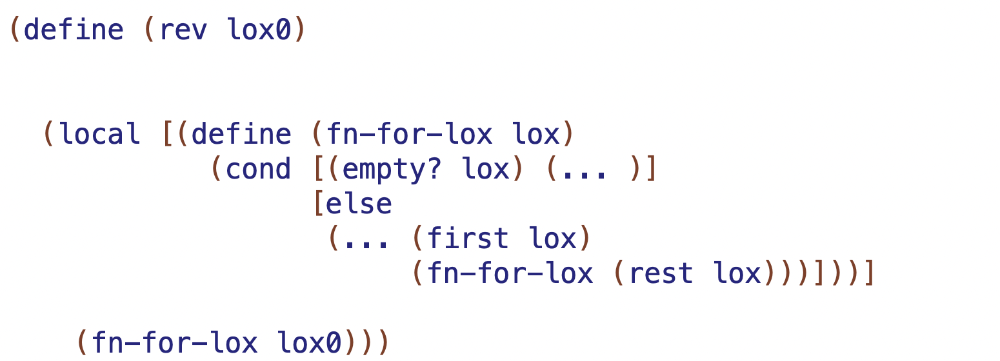 (define (rev lox0)
(local [(define (fn-for-lox lox)
(cond [(empty? lox) (... )]
[else
(... (first lox)
(fn-for-lox (rest lox)))]))]
(fn-for-lox lox0)))